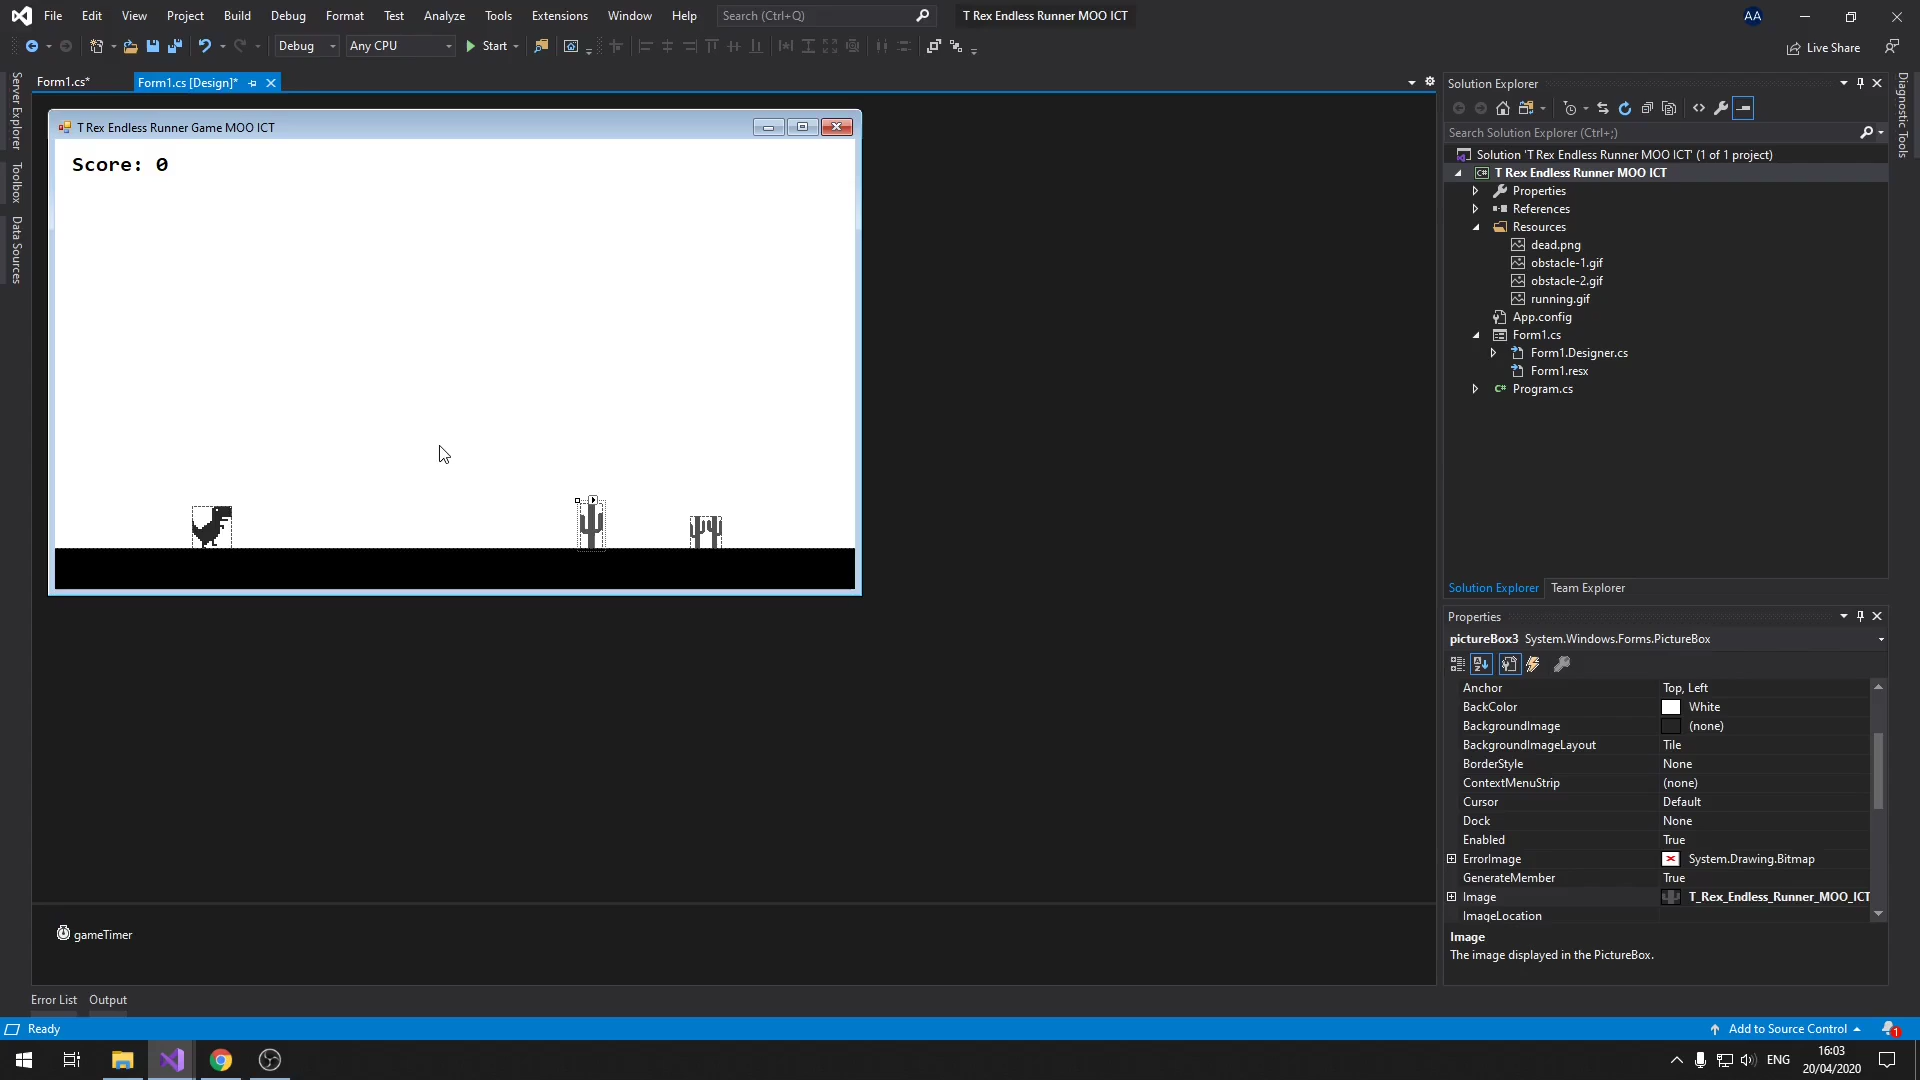 File Edit View Project Build Debug Format Test Analyze Tools Extensions Window Help Search (Ctrl+Q) T Rex Endless Runner MOO ICT AA
Debug Any CPU Start Live Share
Form1.cs* Form1.cs [Design]*
Server Explorer
Toolbox
Data Sources
T Rex Endless Runner Game MOO ICT
Score: 0
gameTimer
Solution Explorer
Search Solution Explorer (Ctrl+;)
Solution 'T Rex Endless Runner MOO ICT' (1 of 1 project)
T Rex Endless Runner MOO ICT
Properties
References
Resources
dead.png
obstacle-1.gif
obstacle-2.gif
running.gif
App.config
Form1.cs
Form1.Designer.cs
Form1.resx
C# Program.cs
Solution Explorer Team Explorer
Diagnostic Tools
Properties
pictureBox3 System.Windows.Forms.PictureBox
Anchor Top, Left
BackColor White
BackgroundImage (none)
BackgroundImageLayout Tile
BorderStyle None
ContextMenuStrip (none)
Cursor Default
Dock None
Enabled True
ErrorImage System.Drawing.Bitmap
GenerateMember True
Image T_Rex_Endless_Runner_MOO_ICT
ImageLocation
Image
The image displayed in the PictureBox.
Error List Output
Ready Add to Source Control 1
ENG 16:03
20/04/2020